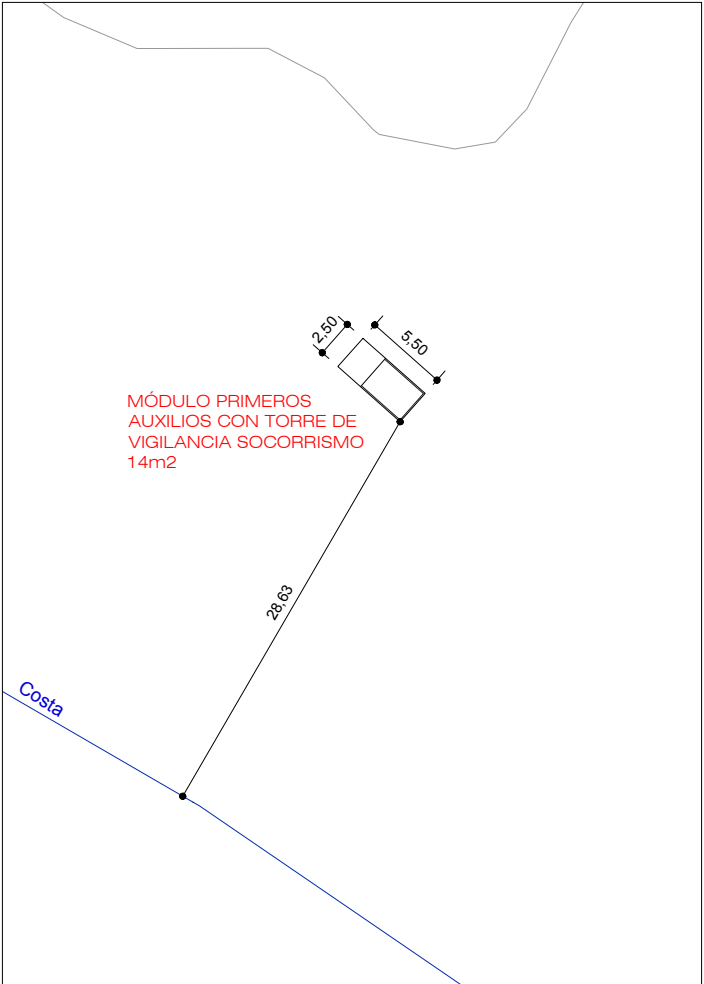 2,50
5,50
MÓDULO PRIMEROS
AUXILIOS CON TORRE DE
VIGILANCIA SOCORRISMO
14m2
28,63
Costa